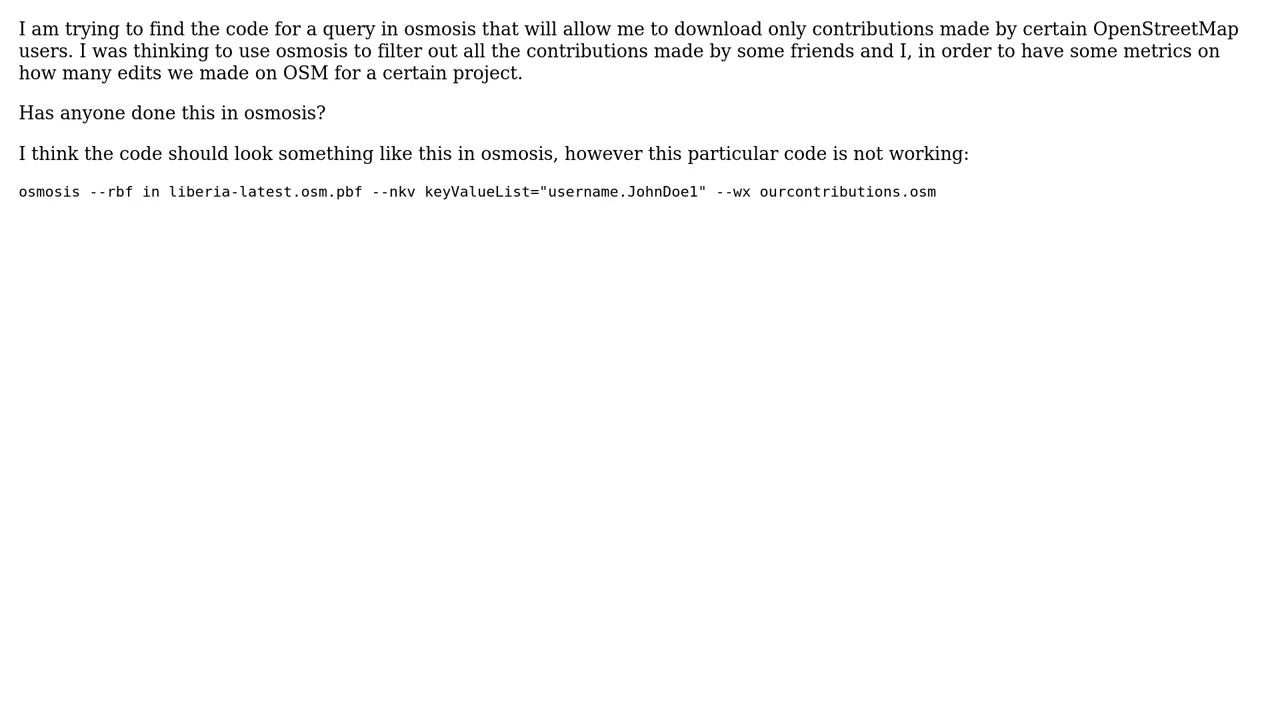 I am trying to find the code for a query in osmosis that will allow me to download only contributions made by certain OpenStreetMap
users. I was thinking to use osmosis to filter out all the contributions made by some friends and I, in order to have some metrics on
how many edits we made on OSM for a certain project.
Has anyone done this in osmosis?
I think the code should look something like this in osmosis, however this particular code is not working:
osmosis --rbf in liberia-latest.osm.pbf --nkv keyValueList="username.JohnDoe1" --wx ourcontributions.osm